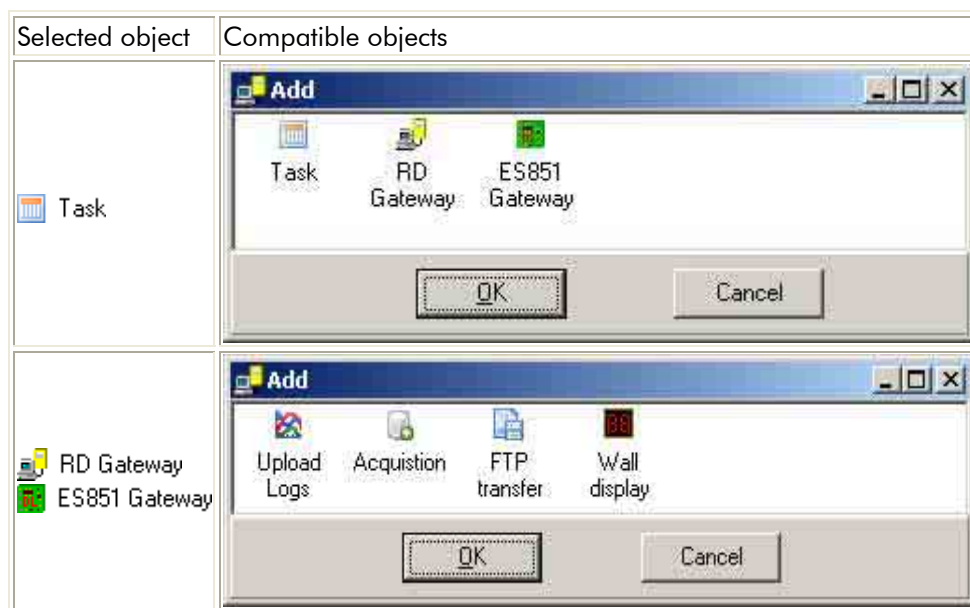 Selected object
Compatible objects
Task
Add
Task
RD
Gateway
ES851
Gateway
OK
Cancel
RD Gateway
ES851 Gateway
Add
Upload
Logs
Acquistion
FTP
transfer
Wall
display
OK
Cancel